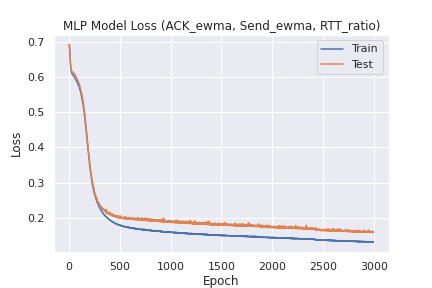 MLP Model Loss (ACK_ewma, Send_ewma, RTT_ratio)
0.7
0.6
0.5
0.4
0.3
0.2
Loss
Train
Test
0 500 1000 1500 2000 2500 3000
Epoch